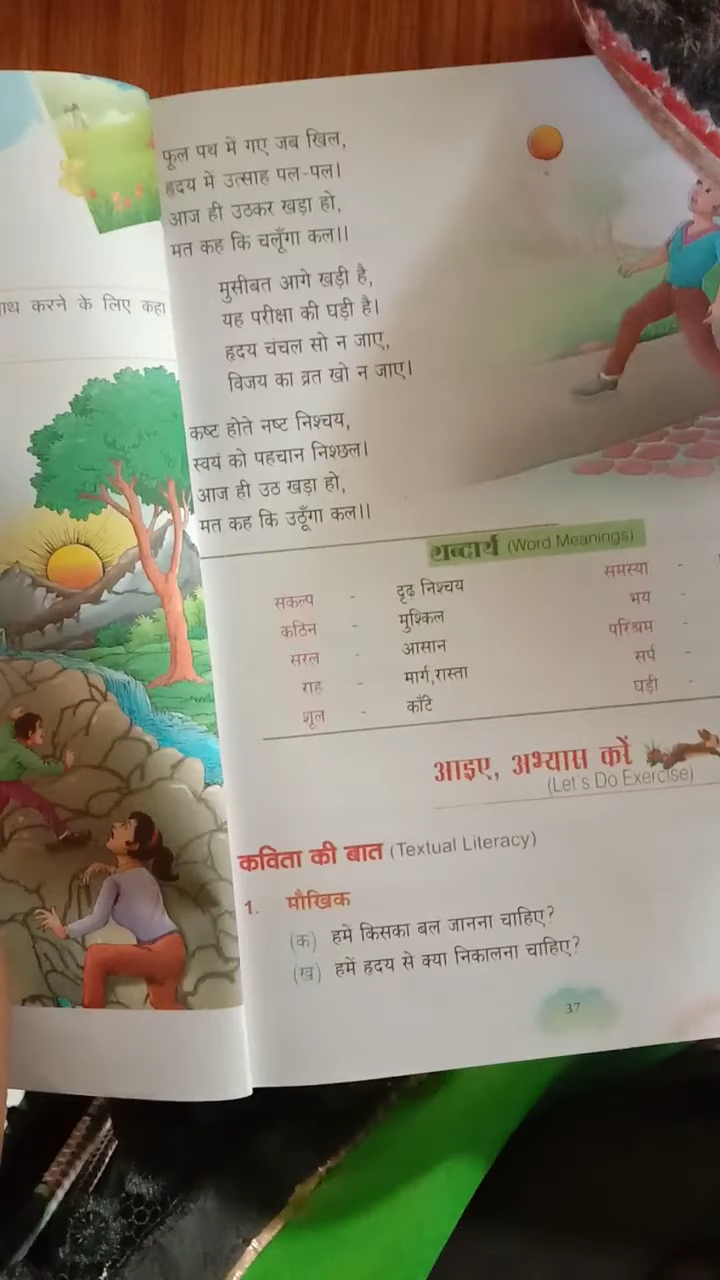 ाथ करने के लिए कहा
फूल पथ में गए जब खिल,
हृदय में उत्साह पल-पल।
आज ही उठकर खड़ा हो,
मत कह कि चलूँगा कल।।
मुसीबत आगे खड़ी है,
यह परीक्षा की घड़ी है।
हृदय चंचल सो न जाए,
विजय का व्रत खो न जाए।
कष्ट होते नष्ट निश्चय,
स्वयं को पहचान निश्छल।
आज ही उठ खड़ा हो,
मत कह कि उठूँगा कल।।
शब्दार्थ (Word Meanings)
संकल्प - दृढ़ निश्चय समस्या -
कठिन - मुश्किल भय -
सरल - आसान परिश्रम -
राह - मार्ग,रास्ता सर्प -
शूल - काँटे घड़ी -
आइए, अभ्यास करें
(Let's Do Exercise)
कविता की बात (Textual Literacy)
1. मौखिक
(क) हमें किसका बल जानना चाहिए?
(ख) हमें हृदय से क्या निकालना चाहिए?
37